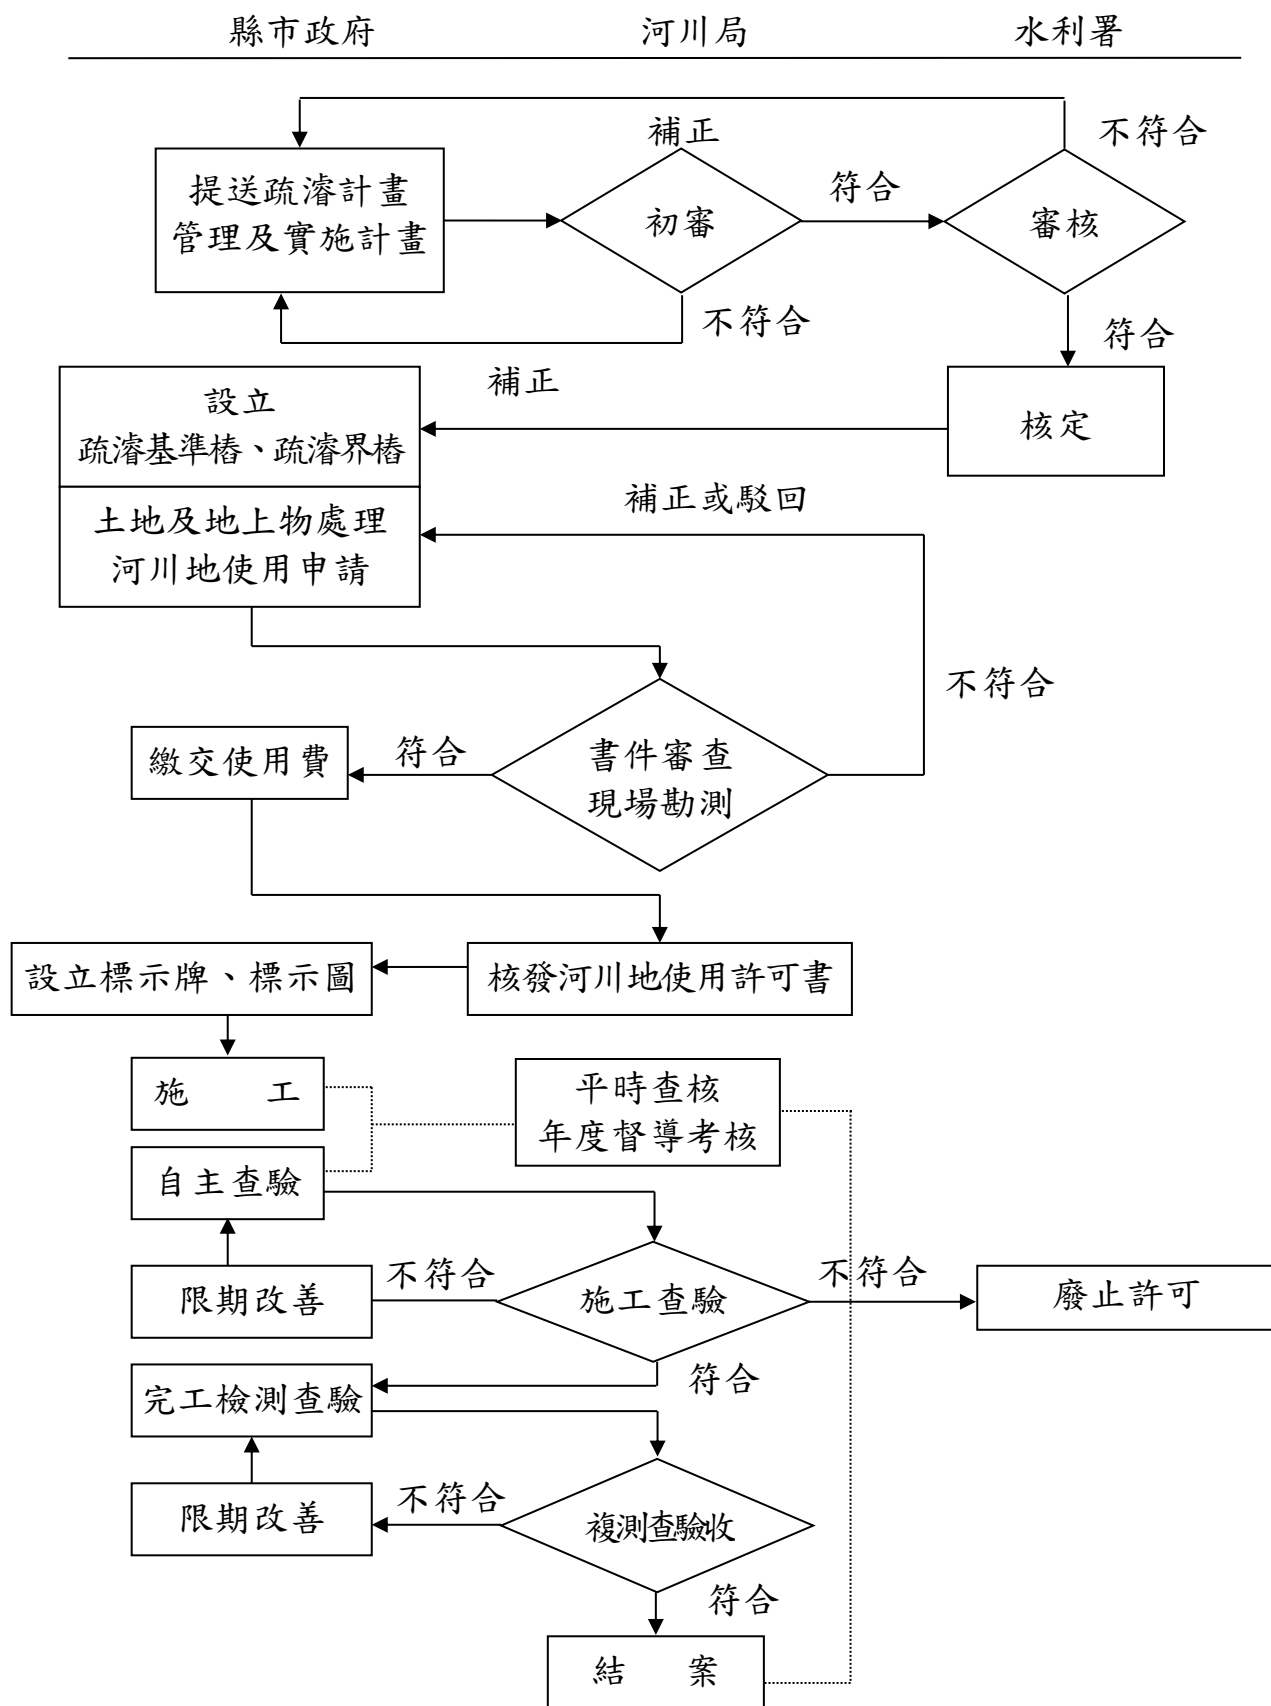 縣市政府 河川局 水利署
補正
不符合
提送疏濬計畫
管理及實施計畫
初審
符合
審核
不符合
符合
補正
設立
疏濬基準樁、疏濬界樁
核定
補正或駁回
土地及地上物處理
河川地使用申請
不符合
繳交使用費
符合
書件審查
現場勘測
設立標示牌、標示圖
核發河川地使用許可書
施 工
平時查核
年度督導考核
自主查驗
限期改善
不符合
施工查驗
不符合
廢止許可
符合
完工檢測查驗
限期改善
不符合
複測查驗收
符合
結 案